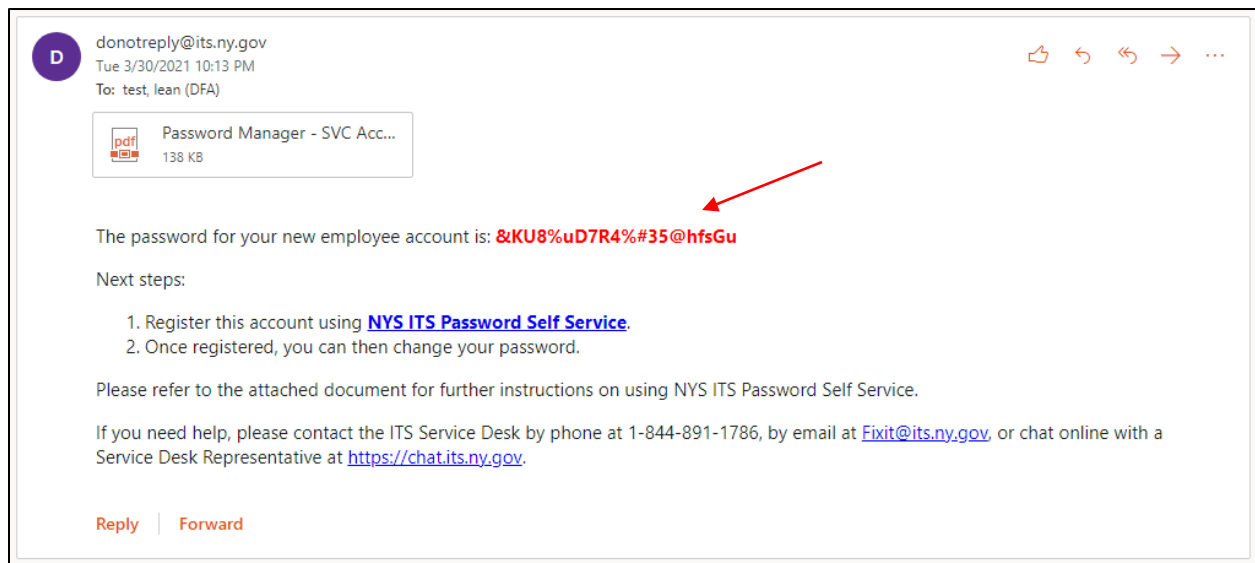 D
donotreply@its.ny.gov
Tue 3/30/2021 10:13 PM
To: test, lean (DFA)
pdf
Password Manager - SVC Acc...
138 KB
The password for your new employee account is: &KU8%uD7R4%#35@hfsGu
Next steps:
1. Register this account using NYS ITS Password Self Service.
2. Once registered, you can then change your password.
Please refer to the attached document for further instructions on using NYS ITS Password Self Service.
If you need help, please contact the ITS Service Desk by phone at 1-844-891-1786, by email at Fixit@its.ny.gov, or chat online with a
Service Desk Representative at https://chat.its.ny.gov.
Reply Forward